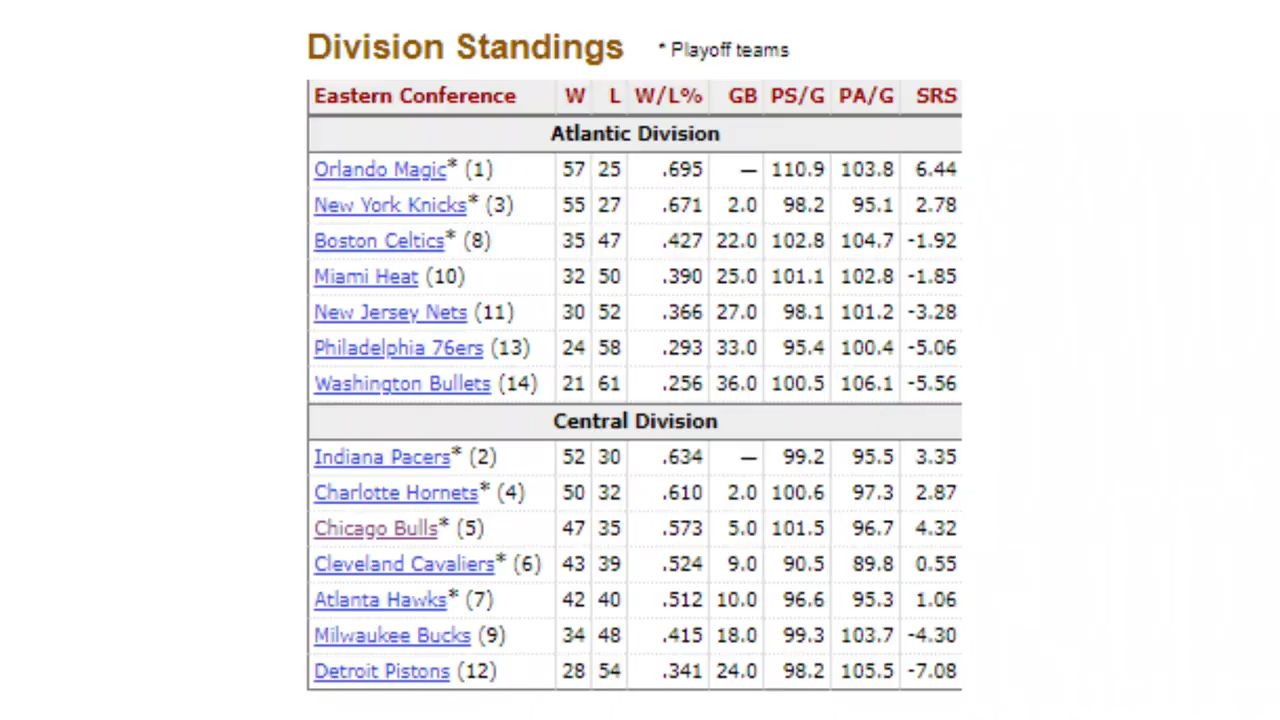 Division Standings * Playoff teams
Eastern Conference W L W/L% GB PS/G PA/G SRS
Atlantic Division
Orlando Magic* (1) 57 25 .695 — 110.9 103.8 6.44
New York Knicks* (3) 55 27 .671 2.0 98.2 95.1 2.78
Boston Celtics* (8) 35 47 .427 22.0 102.8 104.7 -1.92
Miami Heat (10) 32 50 .390 25.0 101.1 102.8 -1.85
New Jersey Nets (11) 30 52 .366 27.0 98.1 101.2 -3.28
Philadelphia 76ers (13) 24 58 .293 33.0 95.4 100.4 -5.06
Washington Bullets (14) 21 61 .256 36.0 100.5 106.1 -5.56
Central Division
Indiana Pacers* (2) 52 30 .634 — 99.2 95.5 3.35
Charlotte Hornets* (4) 50 32 .610 2.0 100.6 97.3 2.87
Chicago Bulls* (5) 47 35 .573 5.0 101.5 96.7 4.32
Cleveland Cavaliers* (6) 43 39 .524 9.0 90.5 89.8 0.55
Atlanta Hawks* (7) 42 40 .512 10.0 96.6 95.3 1.06
Milwaukee Bucks (9) 34 48 .415 18.0 99.3 103.7 -4.30
Detroit Pistons (12) 28 54 .341 24.0 98.2 105.5 -7.08